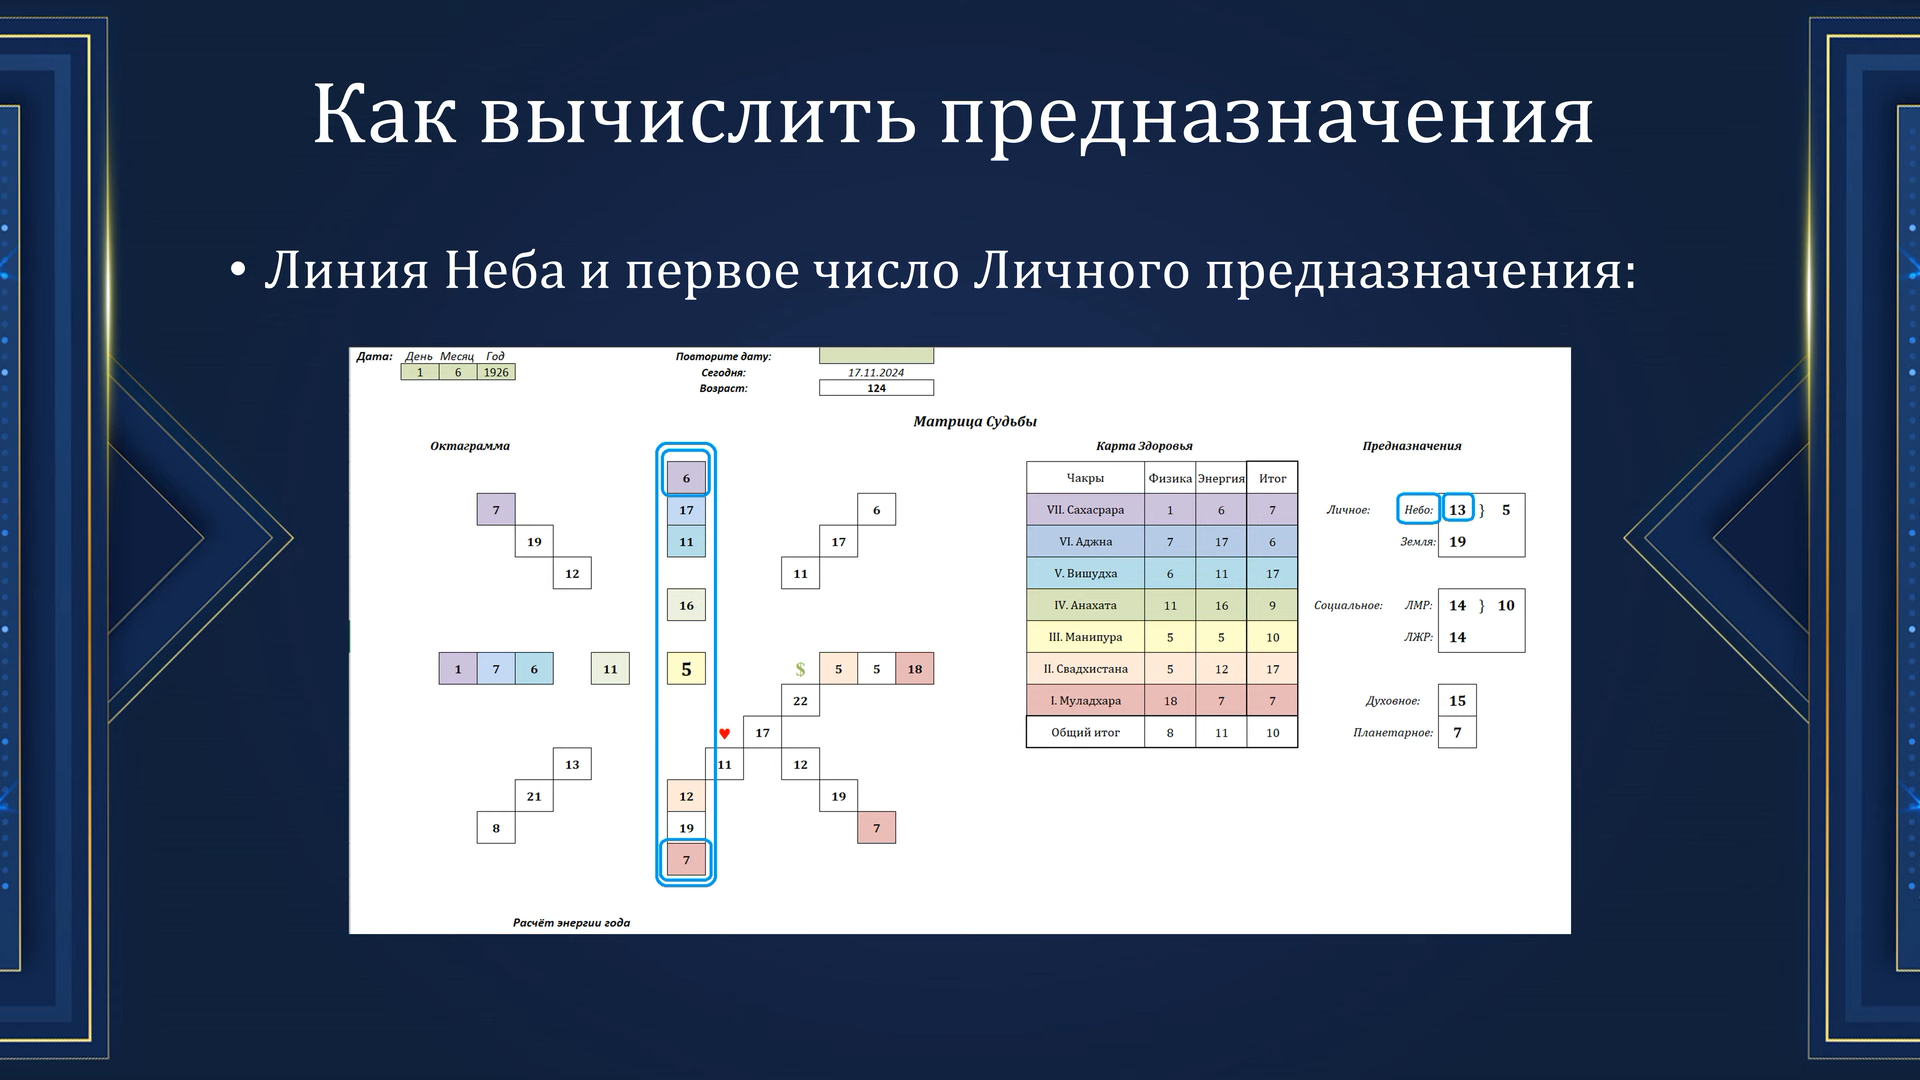 Как вычислить предназначения
• Линия Неба и первое число Личного предназначения:
Дата: День Месяц Год Повторите дату:
1 6 1926 Сегодня: 17.11.2024
Возраст: 124
Матрица Судьбы
Октаграмма Карта Здоровья Предназначения
6 Чакры Физика Энергия Итог
7 17 6 VII. Сахасрара 1 6 7 Личное: Небо: 13 } 5
19 11 17 VI. Аджна 7 17 6 Земля: 19
12 11 V. Вишудха 6 11 17
16 IV. Анахата 11 16 9 Социальное: ЛМР: 14 } 10
III. Манипура 5 5 10 ЛЖР: 14
1 7 6 11 5 $ 5 5 18 II. Свадхистана 5 12 17
22 I. Муладхара 18 7 7 Духовное: 15
♥ 17 Общий итог 8 11 10 Планетарное: 7
13 11 12
21 12 19
8 19 7
7
Расчёт энергии года